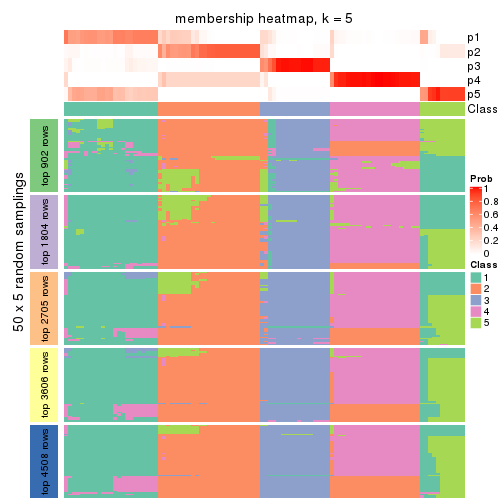 membership heatmap, k = 5
p1
p2
p3
p4
p5
Class
50 x 5 random samplings
top 902 rows
top 1804 rows
top 2705 rows
top 3606 rows
top 4508 rows
Prob
1
0.8
0.6
0.4
0.2
0
Class
1
2
3
4
5